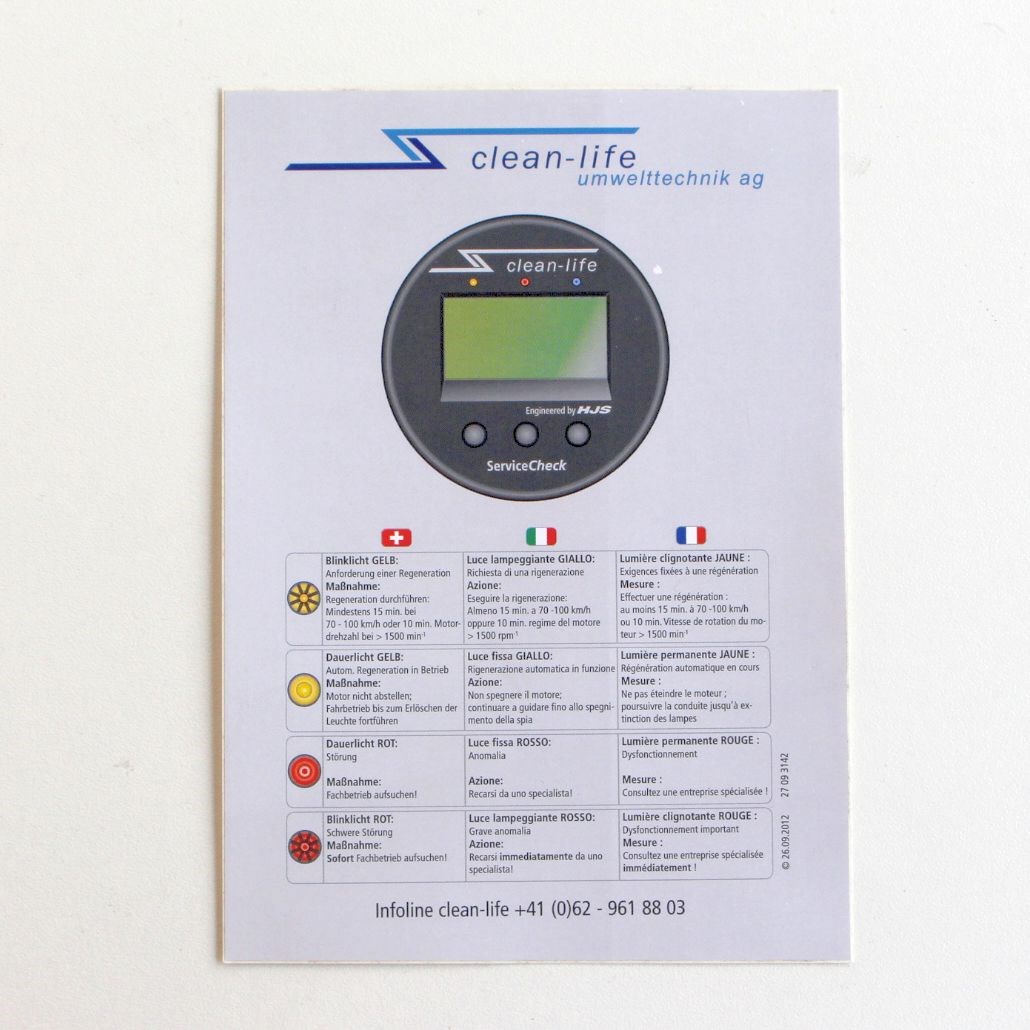 clean-life
umwelttechnik ag
clean-life
Engineered by HJS
ServiceCheck
Blinklicht GELB:
Anforderung einer Regeneration
Maßnahme:
Regeneration durchführen:
Mindestens 15 min. bei
70 - 100 km/h oder 10 min. Motor-
drehzahl bei > 1500 min⁻¹
Luce lampeggiante GIALLO:
Richiesta di una rigenerazione
Azione:
Eseguire la rigenerazione:
Almeno 15 min. a 70 -100 km/h
oppure 10 min. regime del motore
> 1500 rpm⁻¹
Lumière clignotante JAUNE :
Exigences fixées à une régénération
Mesure :
Effectuer une régénération :
au moins 15 min. à 70 -100 km/h
ou 10 min. Vitesse de rotation du mo-
teur > 1500 min⁻¹
Dauerlicht GELB:
Autom. Regeneration in Betrieb
Maßnahme:
Motor nicht abstellen;
Fahrbetrieb bis zum Erlöschen der
Leuchte fortführen
Luce fissa GIALLO:
Rigenerazione automatica in funzione
Azione:
Non spegnere il motore;
continuare a guidare fino allo spegni-
mento della spia
Lumière permanente JAUNE :
Régénération automatique en cours
Mesure :
Ne pas éteindre le moteur ;
poursuivre la conduite jusqu'à ex-
tinction des lampes
Dauerlicht ROT:
Störung
Maßnahme:
Fachbetrieb aufsuchen!
Luce fissa ROSSO:
Anomalia
Azione:
Recarsi da uno specialista!
Lumière permanente ROUGE :
Dysfonctionnement
Mesure :
Consultez une entreprise spécialisée !
Blinklicht ROT:
Schwere Störung
Maßnahme:
Sofort Fachbetrieb aufsuchen!
Luce lampeggiante ROSSO:
Grave anomalia
Azione:
Recarsi immediatamente da uno
specialista!
Lumière clignotante ROUGE :
Dysfonctionnement important
Mesure :
Consultez une entreprise spécialisée
immédiatement !
© 26.09.2012 27 09 3142
Infoline clean-life +41 (0)62 - 961 88 03